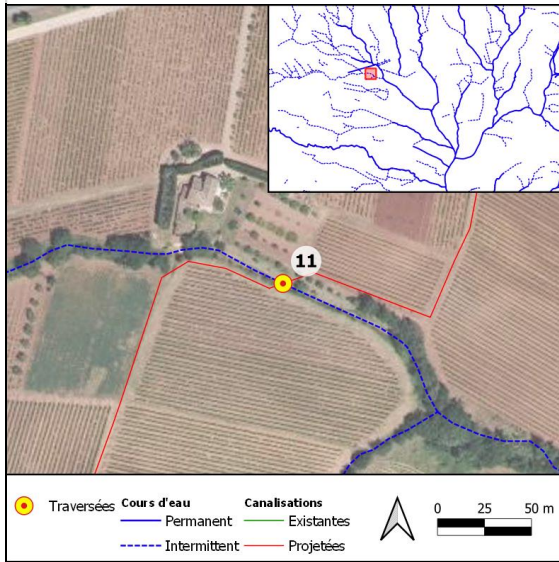 11
Traversées
Cours d'eau
Permanent
Intermittent
Canalisations
Existantes
Projetées
0 25 50 m